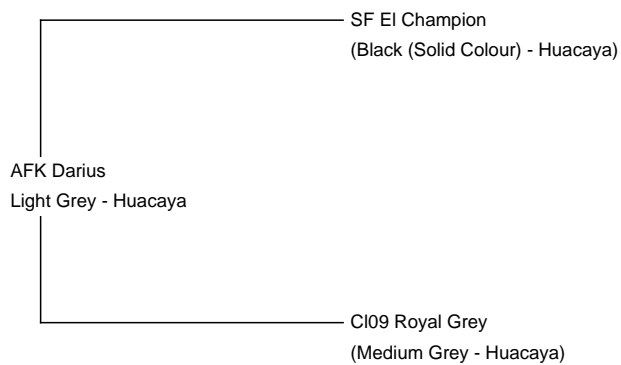 SF El Champion
(Black (Solid Colour) - Huacaya)
AFK Darius
Light Grey - Huacaya
Cl09 Royal Grey
(Medium Grey - Huacaya)